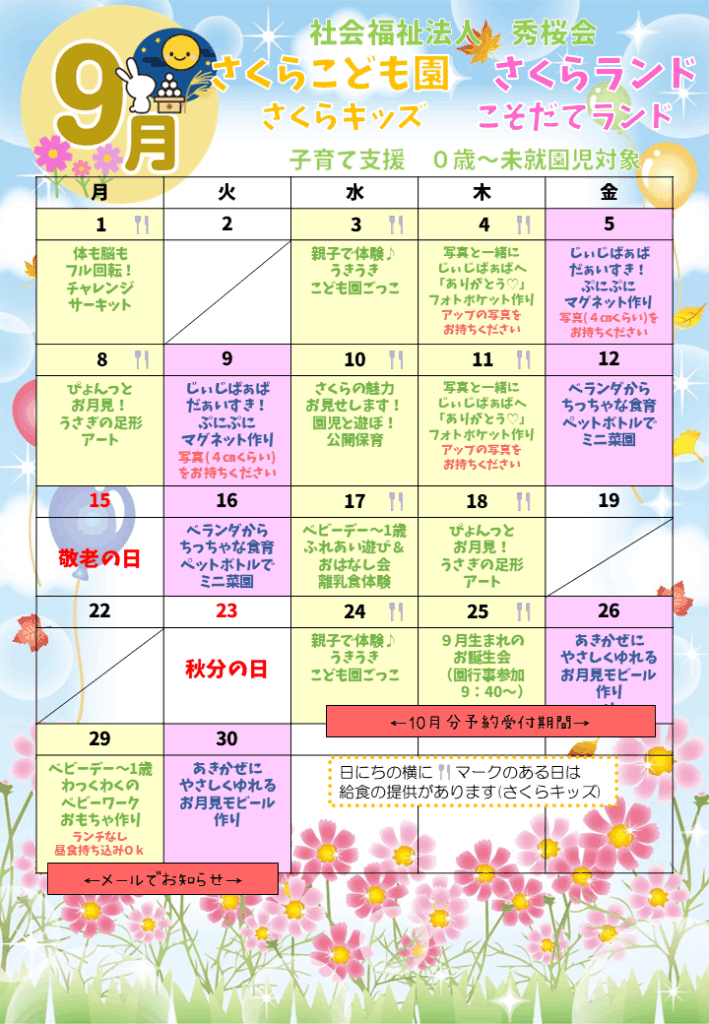 9月
社会福祉法人 秀桜会
さくらこども園 さくらランド
さくらキッズ こそだてランド
子育て支援 0歳～未就園児対象
月 火 水 木 金
1 2 3 4 5
体も脳も
フル回転！
チャレンジ
サーキット
親子で体験♪
うきうき
こども園ごっこ
写真と一緒に
じぃじばぁばへ
「ありがとう♡」
フォトポケット作り
アップの写真を
お持ちください
じぃじばぁば
だぁいすき！
ぷにぷに
マグネット作り
写真(４㎝くらい)を
お持ちください
8 9 10 11 12
ぴょんっと
お月見！
うさぎの足形
アート
じぃじばぁば
だぁいすき！
ぷにぷに
マグネット作り
写真(４㎝くらい)
をお持ちください
さくらの魅力
お見せします！
園児と遊ぼ！
公開保育
写真と一緒に
じぃじばぁばへ
「ありがとう♡」
フォトポケット作り
アップの写真を
お持ちください
ベランダから
ちっちゃな食育
ペットボトルで
ミニ菜園
15 16 17 18 19
敬老の日
ベランダから
ちっちゃな食育
ペットボトルで
ミニ菜園
ベビーデー～1歳
ふれあい遊び＆
おはなし会
離乳食体験
ぴょんっと
お月見！
うさぎの足形
アート
22 23 24 25 26
秋分の日
親子で体験♪
うきうき
こども園ごっこ
９月生まれの
お誕生会
（園行事参加
９：40～）
あきかぜに
やさしくゆれる
お月見モビール
作り
←10月分予約受付期間→
29 30
ベビーデー～1歳
わっくわくの
ベビーワーク
おもちゃ作り
ランチなし
昼食持ち込みＯｋ
あきかぜに
やさしくゆれる
お月見モビール
作り
日にちの横に マークのある日は
給食の提供があります(さくらキッズ)
←メールでお知らせ→